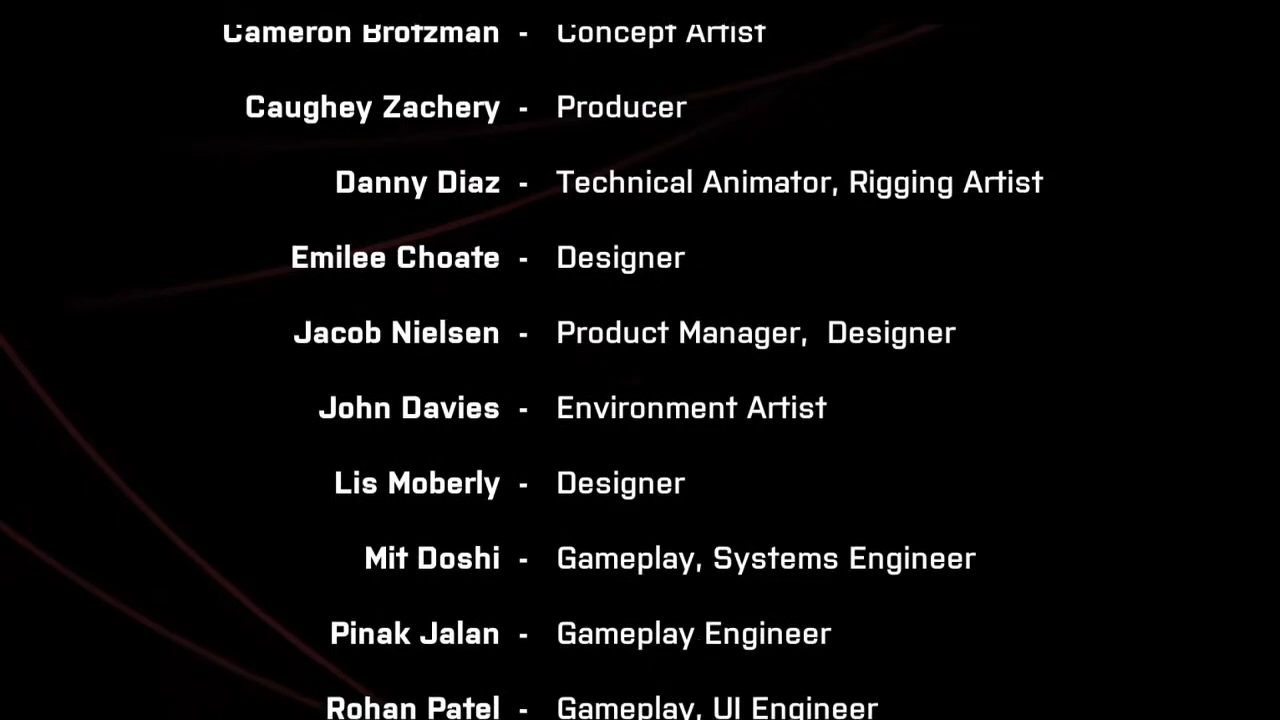 Cameron Brotzman - Concept Artist
Caughey Zachery - Producer
Danny Diaz - Technical Animator, Rigging Artist
Emilee Choate - Designer
Jacob Nielsen - Product Manager,  Designer
John Davies - Environment Artist
Lis Moberly - Designer
Mit Doshi - Gameplay, Systems Engineer
Pinak Jalan - Gameplay Engineer
Rohan Patel - Gameplay, UI Engineer